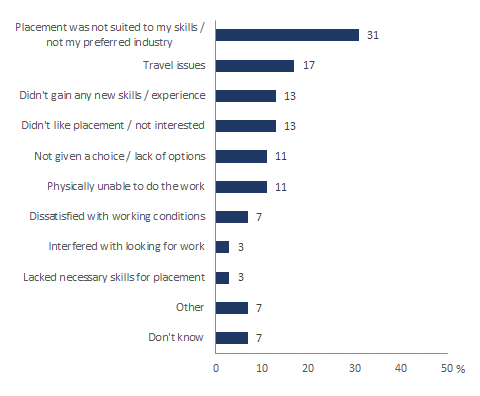 Placement was not suited to my skills /
not my preferred industry
31
Travel issues
17
Didn't gain any new skills / experience
13
Didn't like placement / not interested
13
Not given a choice / lack of options
11
Physically unable to do the work
11
Dissatisfied with working conditions
7
Interfered with looking for work
3
Lacked necessary skills for placement
3
Other
7
Don't know
7
0 10 20 30 40 50 %